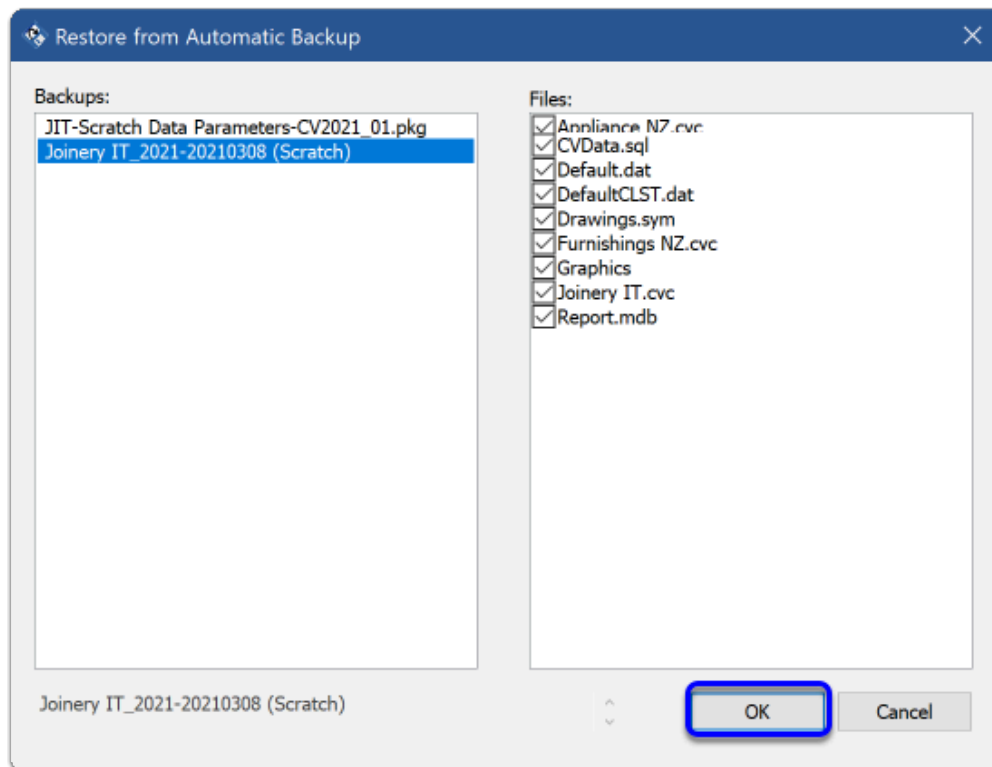 Restore from Automatic Backup
Backups:
JIT-Scratch Data Parameters-CV2021_01.pkg
Joinery IT_2021-20210308 (Scratch)
Files:
Appliance NZ.cvc
CVData.sql
Default.dat
DefaultCLST.dat
Drawings.sym
Furnishings NZ.cvc
Graphics
Joinery IT.cvc
Report.mdb
Joinery IT_2021-20210308 (Scratch)
OK
Cancel